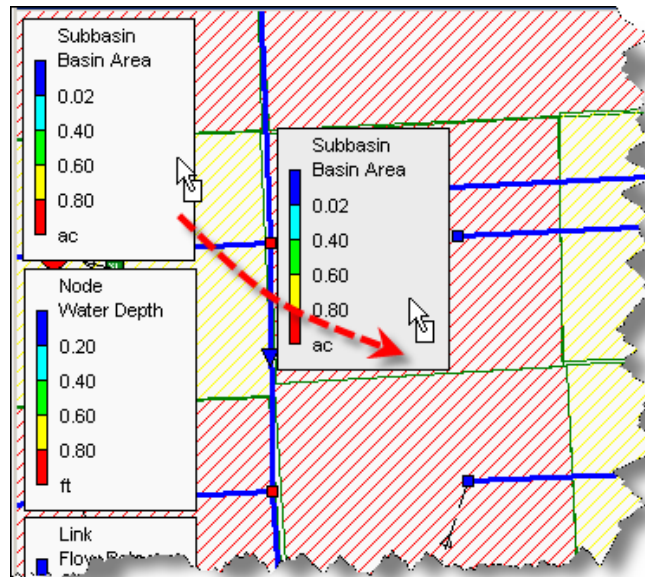 Subbasin
Basin Area
0.02
0.40
0.60
0.80
ac
Subbasin
Basin Area
0.02
0.40
0.60
0.80
ac
Node
Water Depth
0.20
0.40
0.60
0.80
ft
Link
Flow